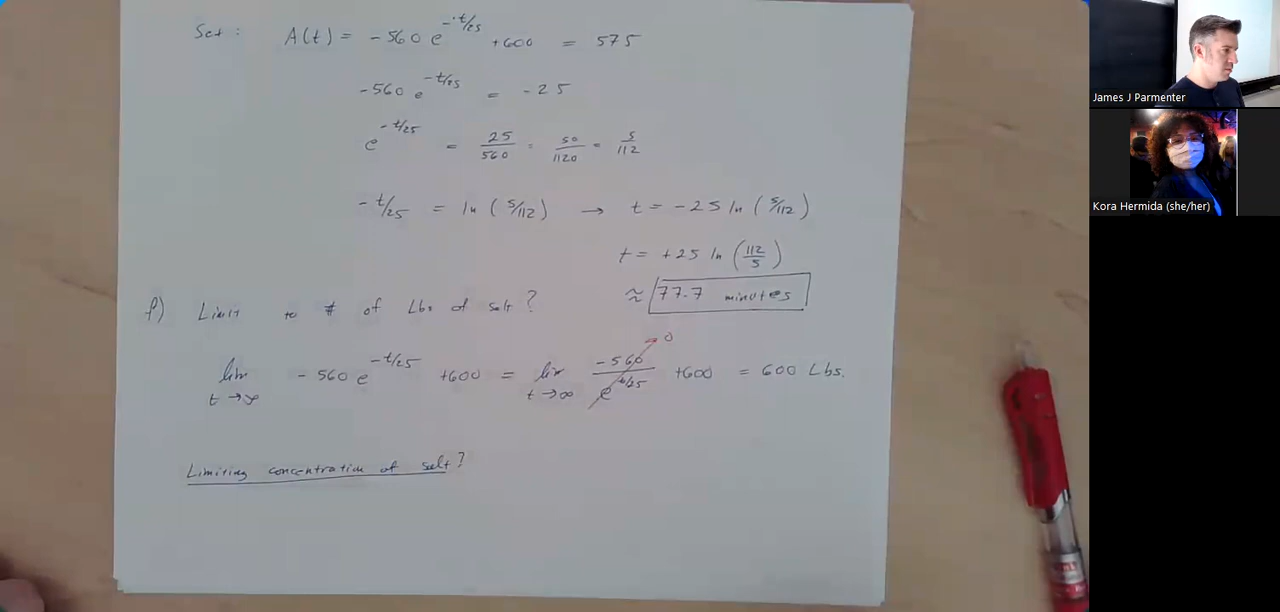 Set: A(t) = -560 e^{-t/25} +600 = 575
-560 e^{-t/25} = -25
e^{-t/25} = 25/560 = 50/1120 = 5/112
-t/25 = ln (5/112) → t = -25 ln (5/112)
t = +25 ln (112/5)
≈ 77.7 minutes
f) Limit to # of Lbs of salt?
lim t→∞ -560 e^{-t/25} +600 = lim t→∞ -560/e^{t/25} → 0 +600 = 600 Lbs.
Limiting concentration of salt?
James J Parmenter
Kora Hermida (she/her)